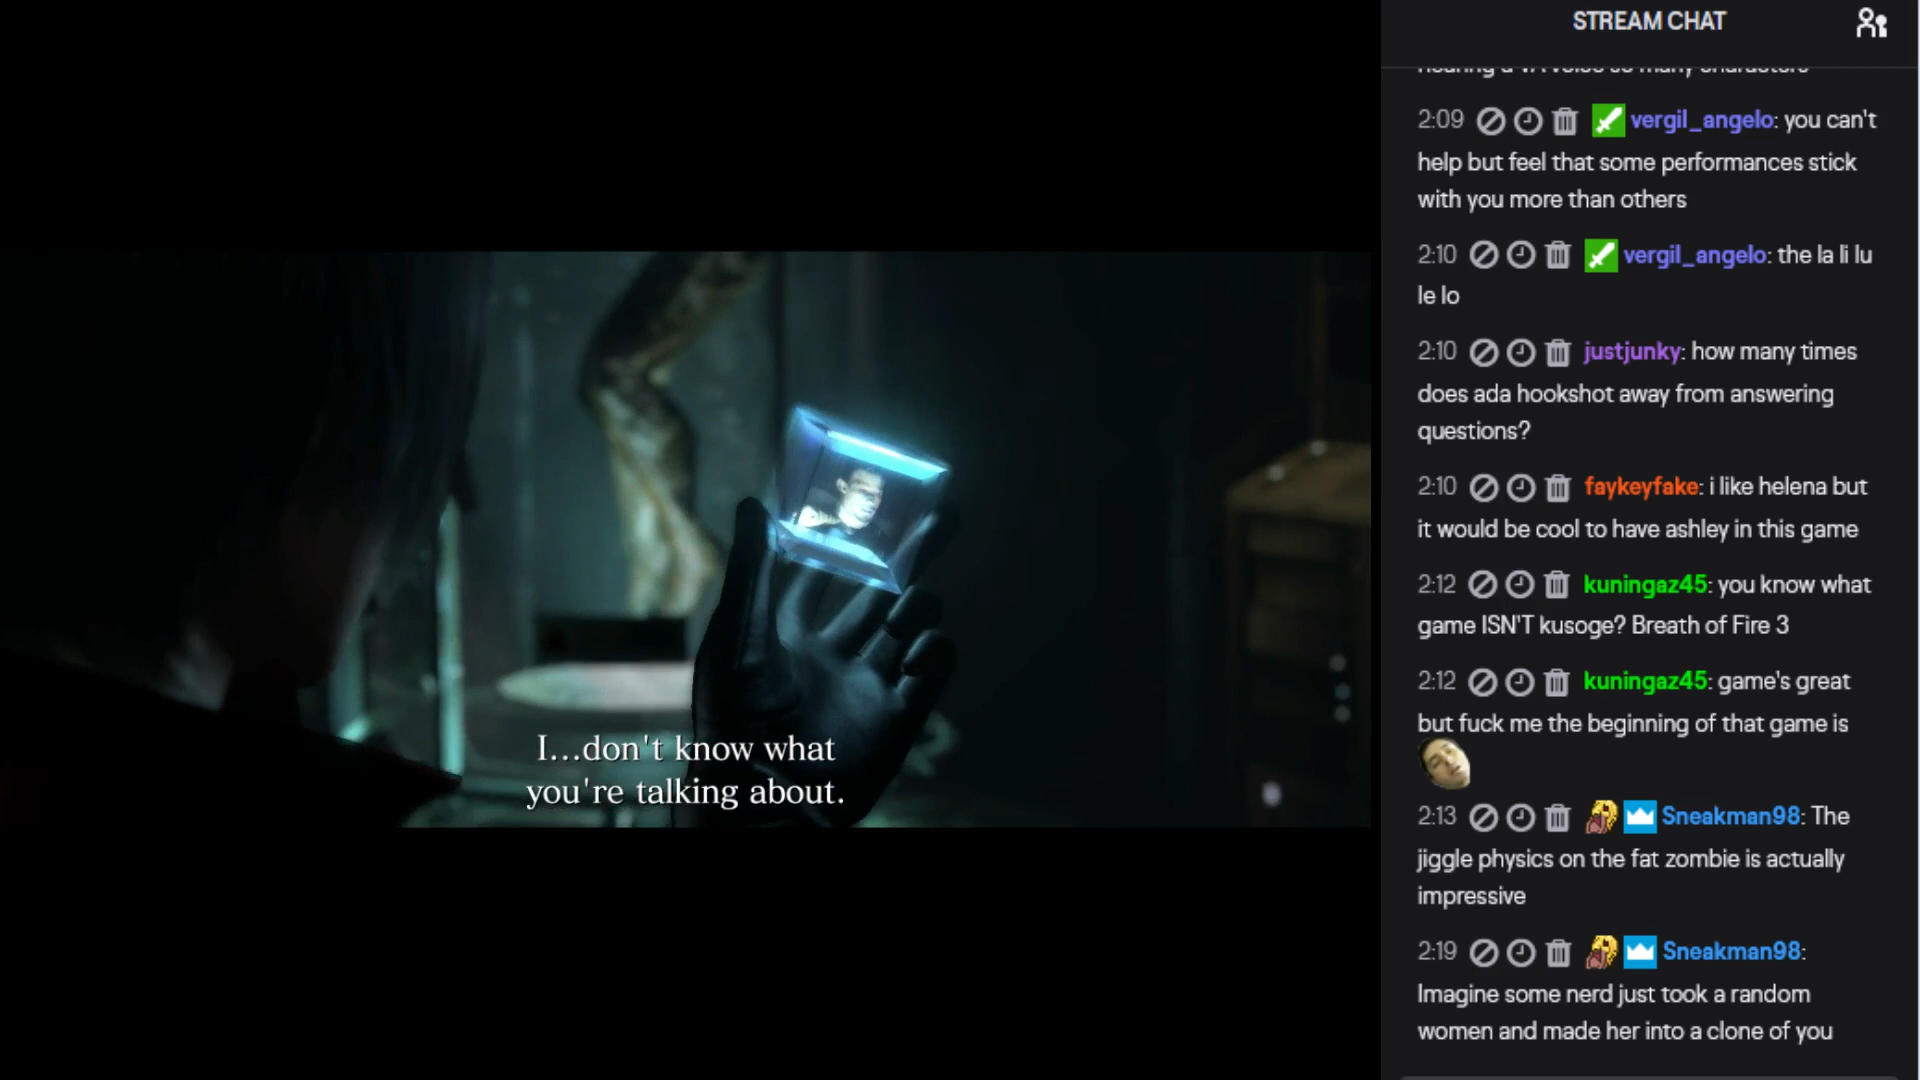 STREAM CHAT
2:09 vergil_angelo: you can't
help but feel that some performances stick
with you more than others
2:10 vergil_angelo: the la li lu
le lo
2:10 justjunky: how many times
does ada hookshot away from answering
questions?
2:10 faykeyfake: i like helena but
it would be cool to have ashley in this game
2:12 kuningaz45: you know what
game ISN'T kusoge? Breath of Fire 3
2:12 kuningaz45: game's great
but fuck me the beginning of that game is
2:13 Sneakman98: The
jiggle physics on the fat zombie is actually
impressive
2:19 Sneakman98:
Imagine some nerd just took a random
women and made her into a clone of you
I...don't know what
you're talking about.